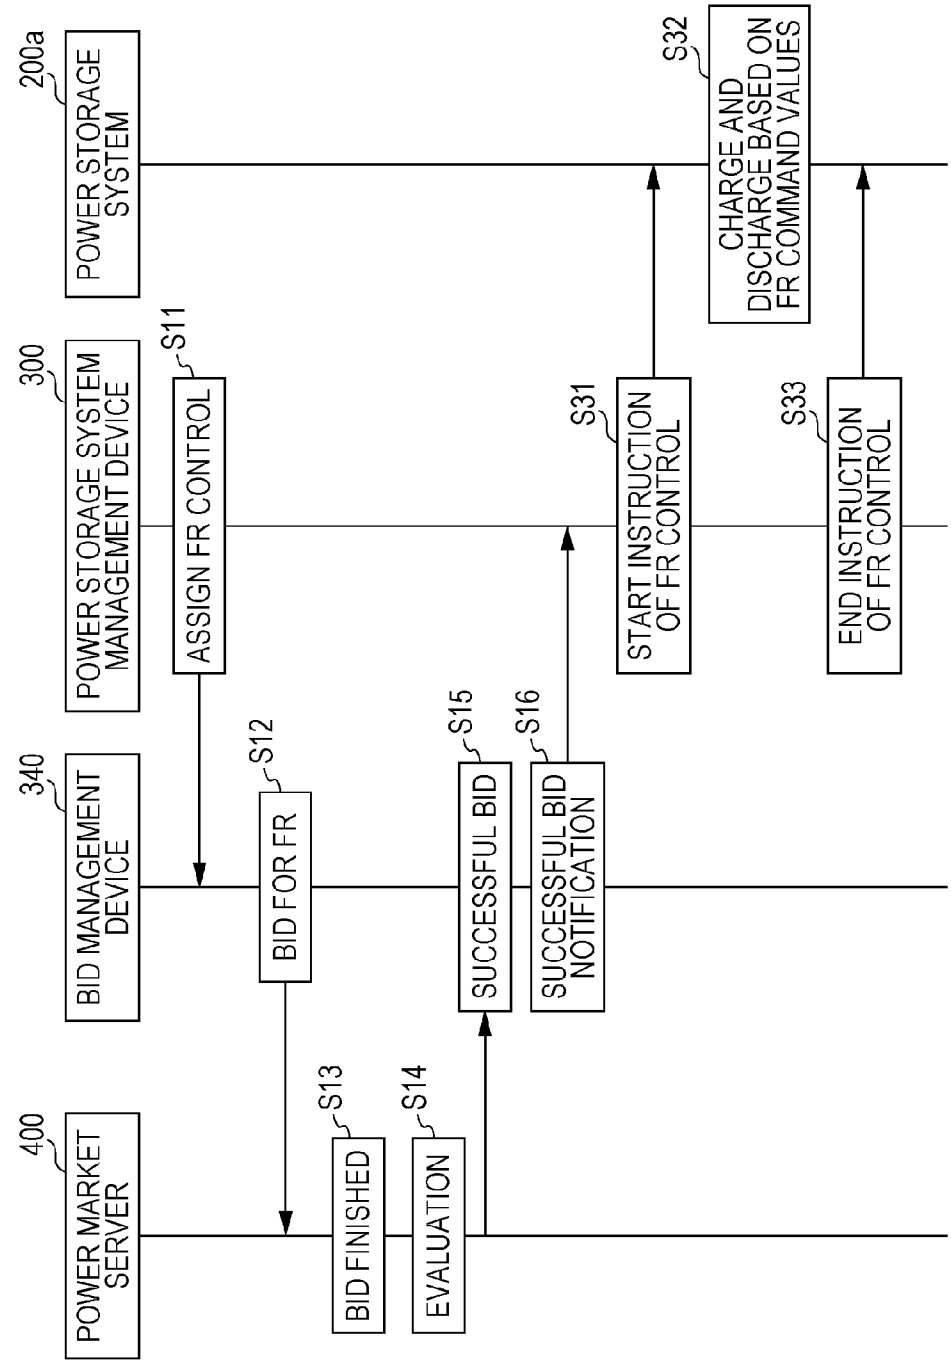 400
POWER MARKET
SERVER
340
BID MANAGEMENT
DEVICE
300
POWER STORAGE SYSTEM
MANAGEMENT DEVICE
200a
POWER STORAGE
SYSTEM
S11
ASSIGN FR CONTROL
S12
BID FOR FR
S13
BID FINISHED
S14
EVALUATION
S15
SUCCESSFUL BID
S16
SUCCESSFUL BID
NOTIFICATION
S31
START INSTRUCTION
OF FR CONTROL
S32
CHARGE AND
DISCHARGE BASED ON
FR COMMAND VALUES
S33
END INSTRUCTION
OF FR CONTROL